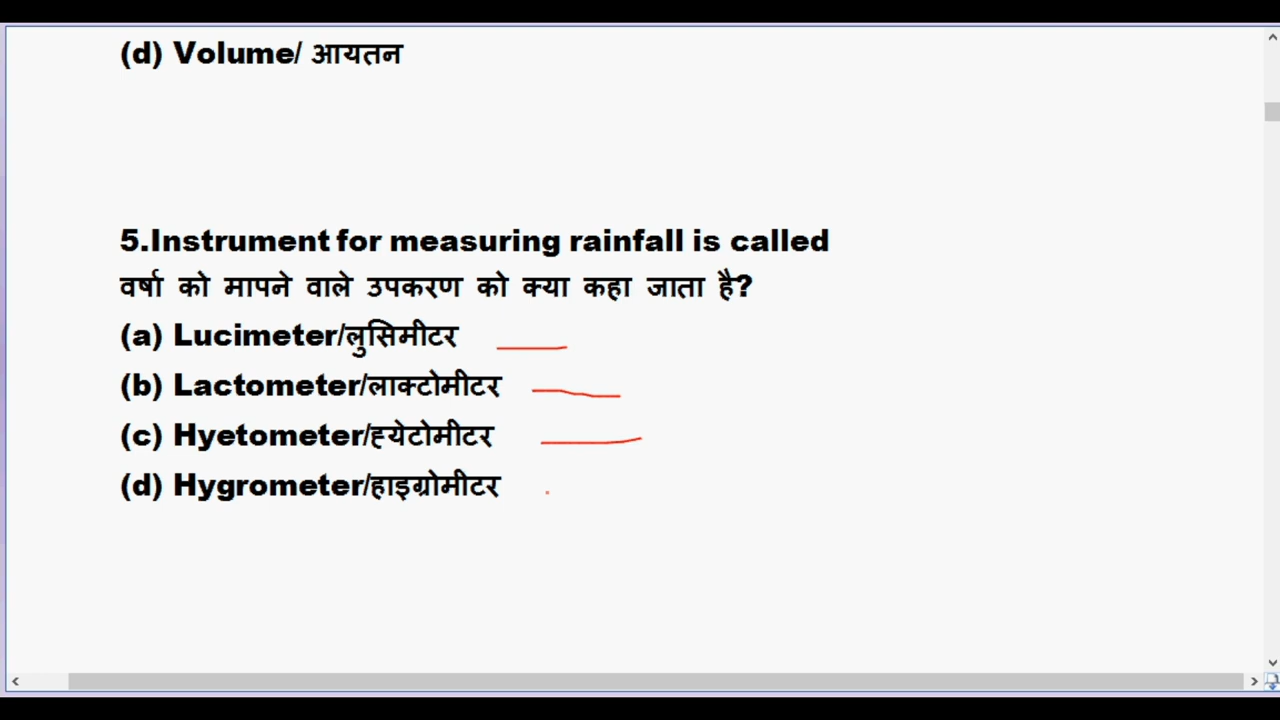 (d) Volume/ आयतन
5.Instrument for measuring rainfall is called
वर्षा को मापने वाले उपकरण को क्या कहा जाता है?
(a) Lucimeter/लुसिमीटर
(b) Lactometer/लाक्टोमीटर
(c) Hyetometer/ह्येटोमीटर
(d) Hygrometer/हाइग्रोमीटर